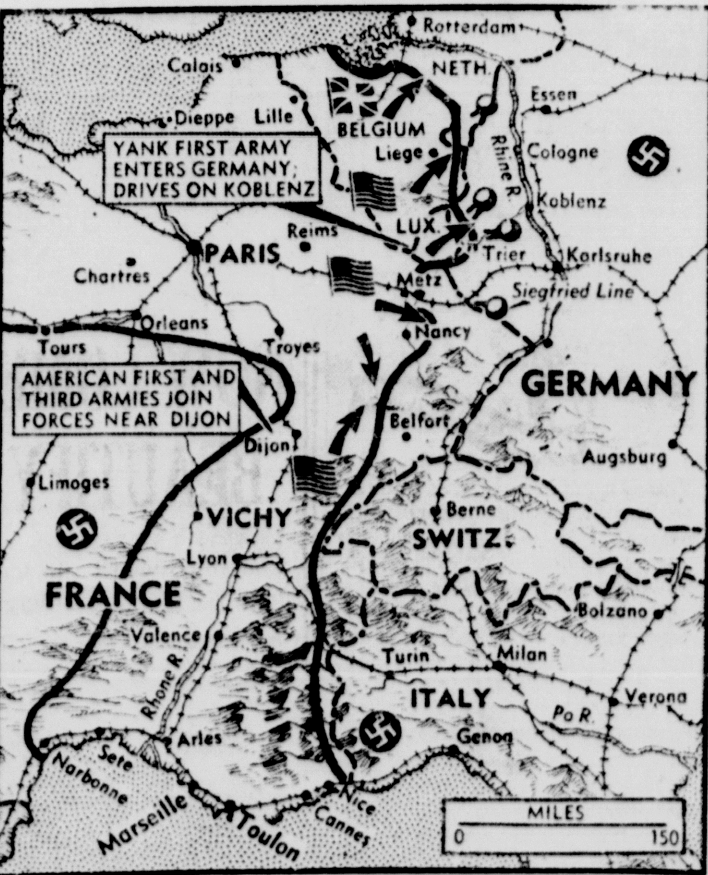 Rotterdam
Calais
NETH.
Essen
Dieppe
Lille
BELGIUM
YANK FIRST ARMY
ENTERS GERMANY;
DRIVES ON KOBLENZ
Liege
Rhine R.
Cologne
Koblenz
LUX.
Reims
PARIS
Trier
Karlsruhe
Chartres
Metz
Siegfried Line
Orleans
Nancy
Tours
Troyes
AMERICAN FIRST AND
THIRD ARMIES JOIN
FORCES NEAR DIJON
GERMANY
Belfort
Dijon
Augsburg
Limoges
VICHY
Berne
SWITZ.
Lyon
FRANCE
Bolzano
Valence
Turin
Milan
Rhone R.
ITALY
Verona
Po R.
Sete
Arles
Genoa
Narbonne
Nice
Marseille
Toulon
Cannes
MILES
0 150